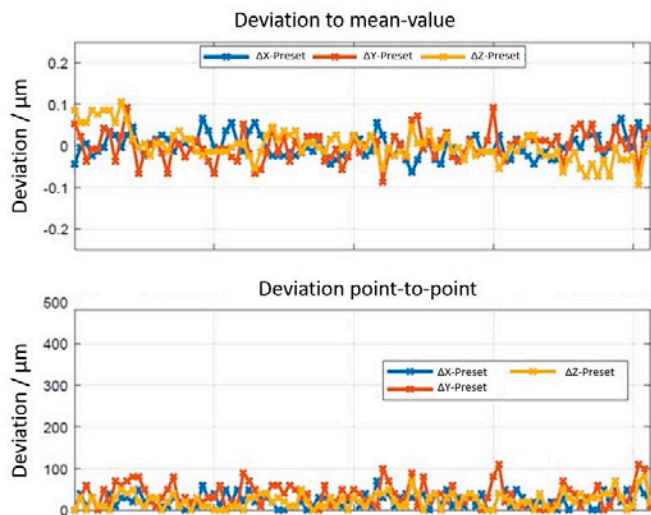 Deviation to mean-value
ΔX-Preset ΔY-Preset ΔZ-Preset
0.2
0.1
0
-0.1
-0.2
Deviation / µm
Deviation point-to-point
500
400
300
200
100
0
Deviation / µm
ΔX-Preset ΔZ-Preset
ΔY-Preset